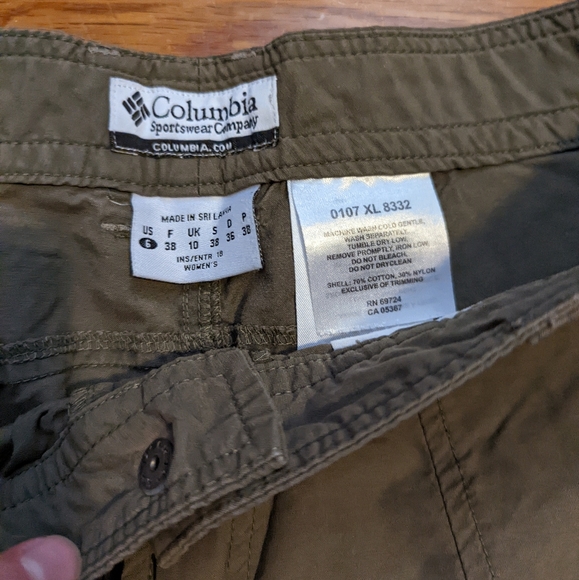 Columbia
Sportswear Company
COLUMBIA.COM
MADE IN SRI LANKA
US F UK S D P
6 38 10 38 36 38
INS/ENTR 18
WOMEN'S
0107 XL 8332
MACHINE WASH COLD GENTLE,
WASH SEPARATELY,
TUMBLE DRY LOW,
REMOVE PROMPTLY, IRON LOW
DO NOT BLEACH,
DO NOT DRYCLEAN
SHELL: 70% COTTON, 30% NYLON
EXCLUSIVE OF TRIMMING
RN 69724
CA 05367